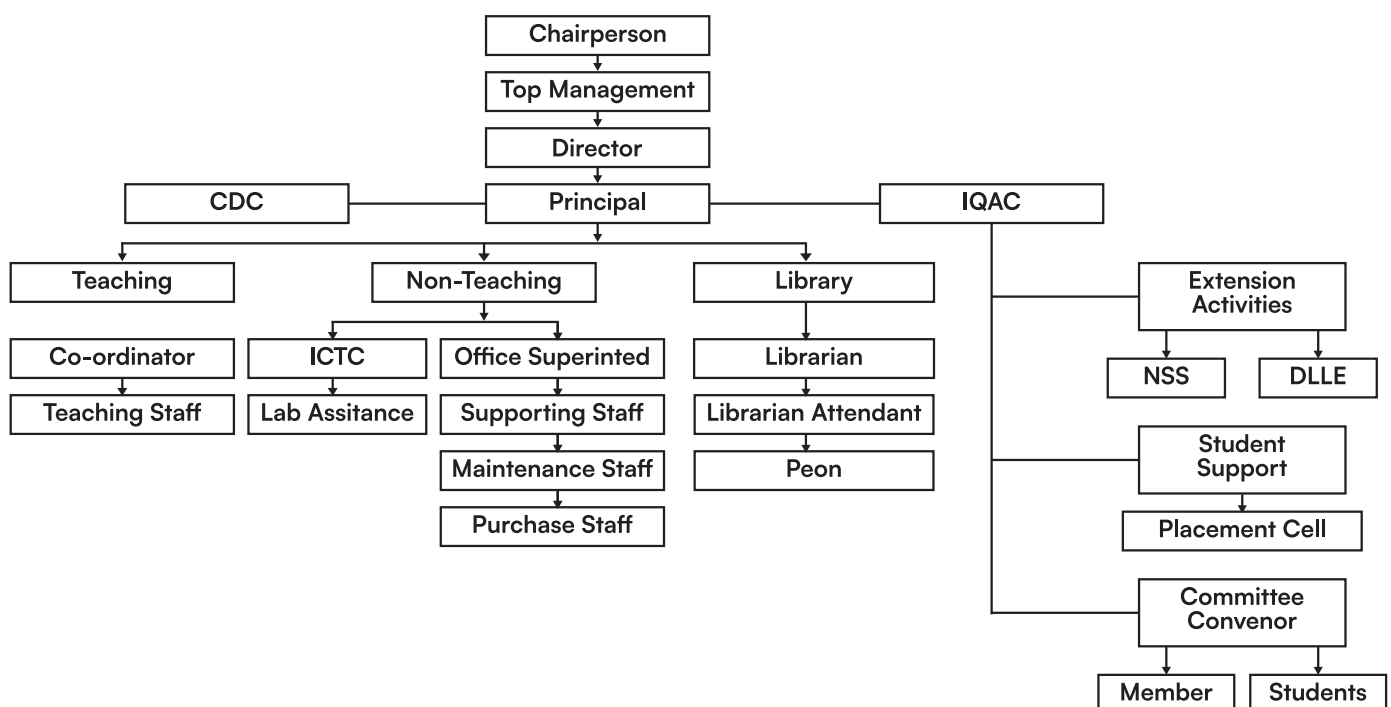 Chairperson
Top Management
Director
CDC
Principal
IQAC
Teaching
Non-Teaching
Library
Extension
Activities
Co-ordinator
ICTC
Office Superinted
Librarian
NSS
DLLE
Teaching Staff
Lab Assitance
Supporting Staff
Librarian Attendant
Student
Support
Maintenance Staff
Peon
Purchase Staff
Placement Cell
Committee
Convenor
Member
Students